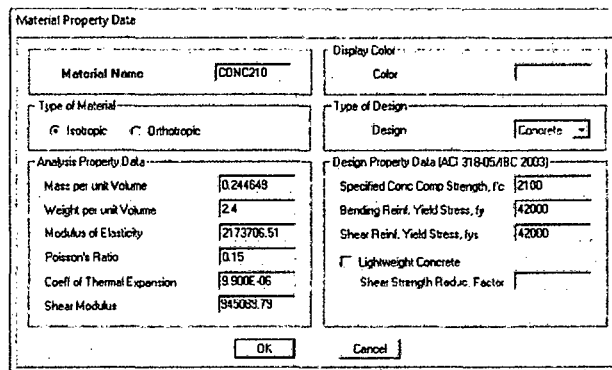 Material Property Data
Display Color
Material Name CONC210
Color
Type of Material
Type of Design
Isotropic Orthotropic
Design Concrete
Analysis Property Data
Design Property Data (ACI 318-05/IBC 2003)
Mass per unit Volume 0.244649
Specified Conc Comp Strength, f'c 2100
Weight per unit Volume 2.4
Bending Reinf. Yield Stress, fy 42000
Modulus of Elasticity 2173706.51
Shear Reinf. Yield Stress, fys 42000
Poisson's Ratio 0.15
Lightweight Concrete
Coeff of Thermal Expansion 9.900E-06
Shear Strength Reduc. Factor
Shear Modulus 945089.79
OK Cancel